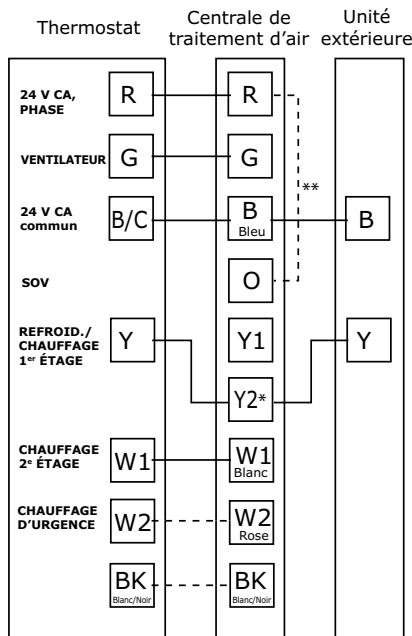 Thermostat
Centrale de
traitement d'air
Unité
extérieure
24 V CA,
PHASE
R
R
**
VENTILATEUR
G
G
24 V CA
commun
B/C
B
Bleu
B
SOV
O
REFROID./
CHAUFFAGE
1er ÉTAGE
Y
Y1
Y
Y2*
CHAUFFAGE
2e ÉTAGE
W1
W1
Blanc
CHAUFFAGE
D'URGENCE
W2
W2
Rose
BK
Blanc/Noir
BK
Blanc/Noir